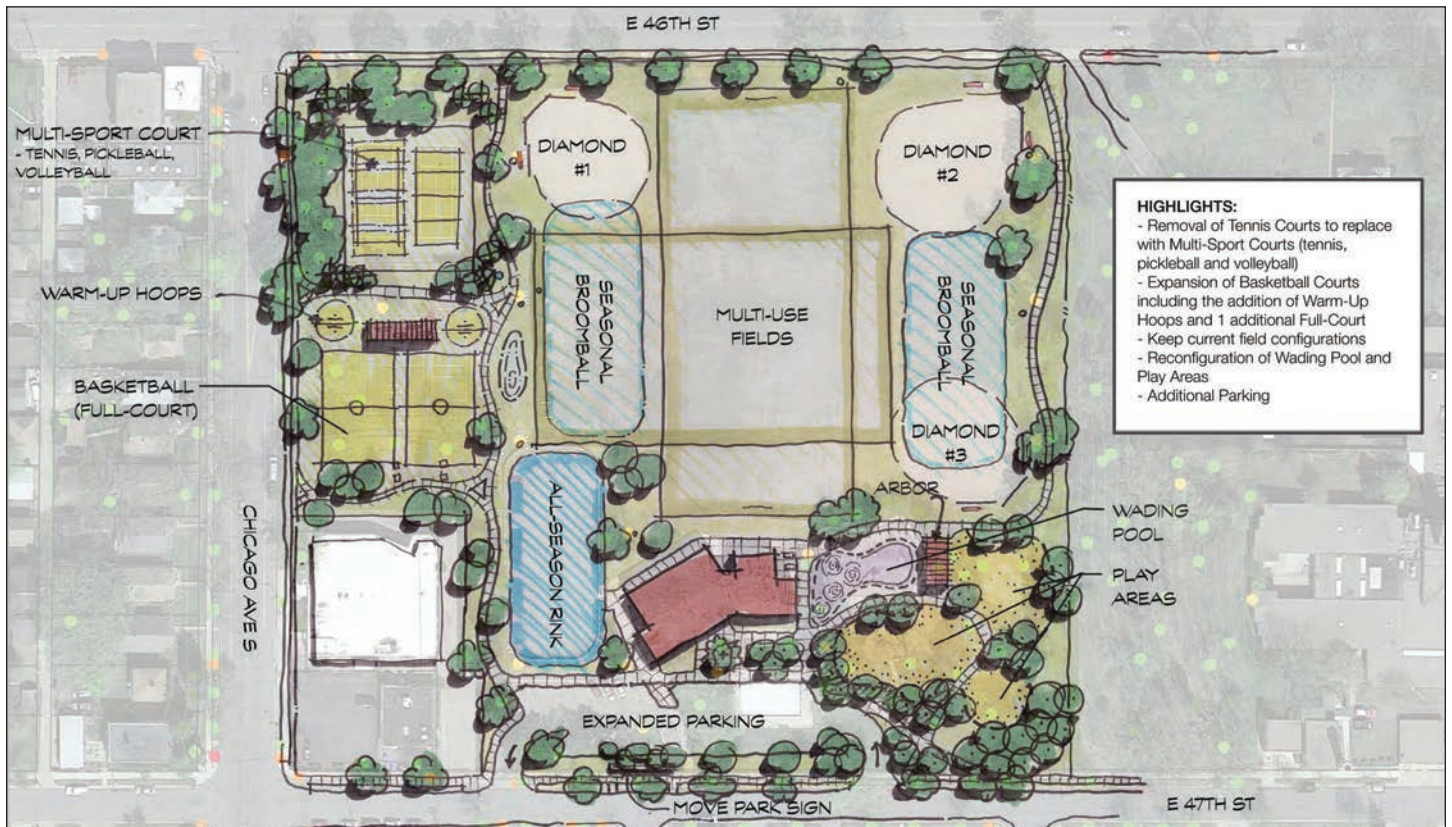 E 46TH ST
MULTI-SPORT COURT
- TENNIS, PICKLEBALL,
VOLLEYBALL
DIAMOND
#1
DIAMOND
#2
HIGHLIGHTS:
- Removal of Tennis Courts to replace
with Multi-Sport Courts (tennis,
pickleball and volleyball)
- Expansion of Basketball Courts
including the addition of Warm-Up
Hoops and 1 additional Full-Court
- Keep current field configurations
- Reconfiguration of Wading Pool and
Play Areas
- Additional Parking
WARM-UP HOOPS
SEASONAL
BROOMBALL
MULTI-USE
FIELDS
SEASONAL
BROOMBALL
BASKETBALL
(FULL-COURT)
DIAMOND
#3
ARBOR
CHICAGO AVE S
AL-SEASON RINK
WADING
POOL
PLAY
AREAS
EXPANDED PARKING
MOVE PARK SIGN
E 47TH ST